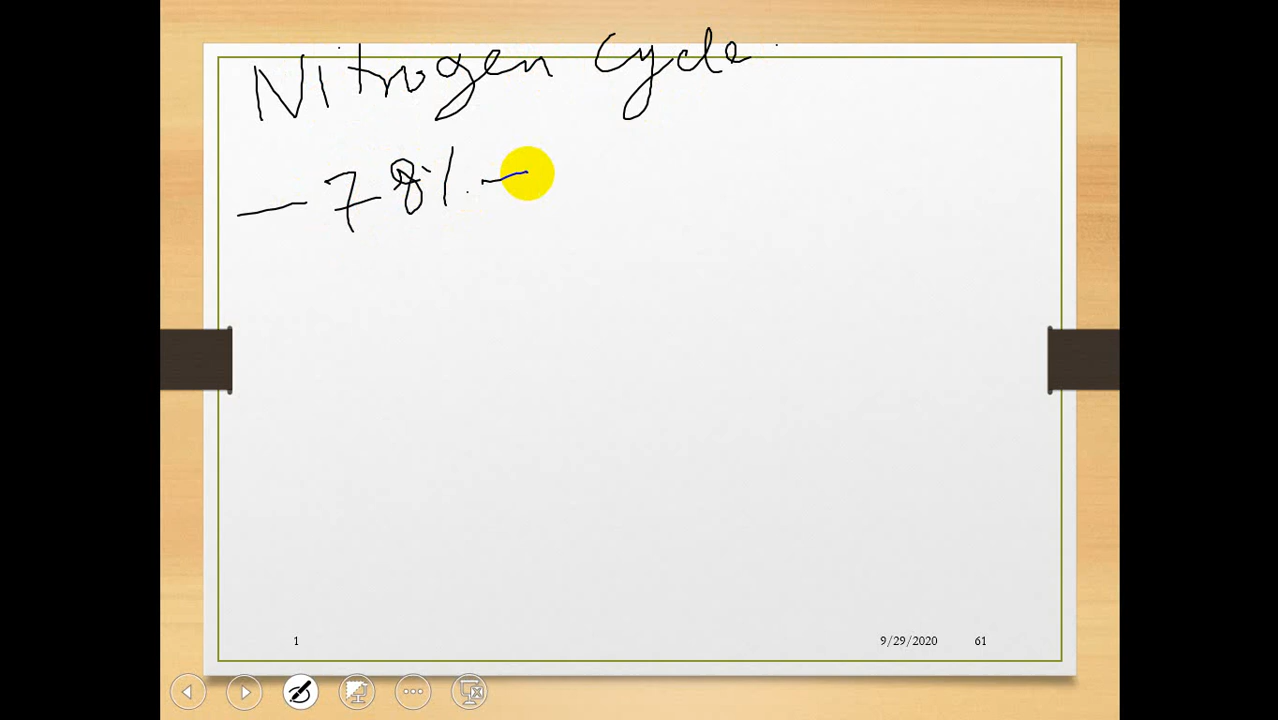 Nitrogen Cycle
— 78% —
1 9/29/2020 61